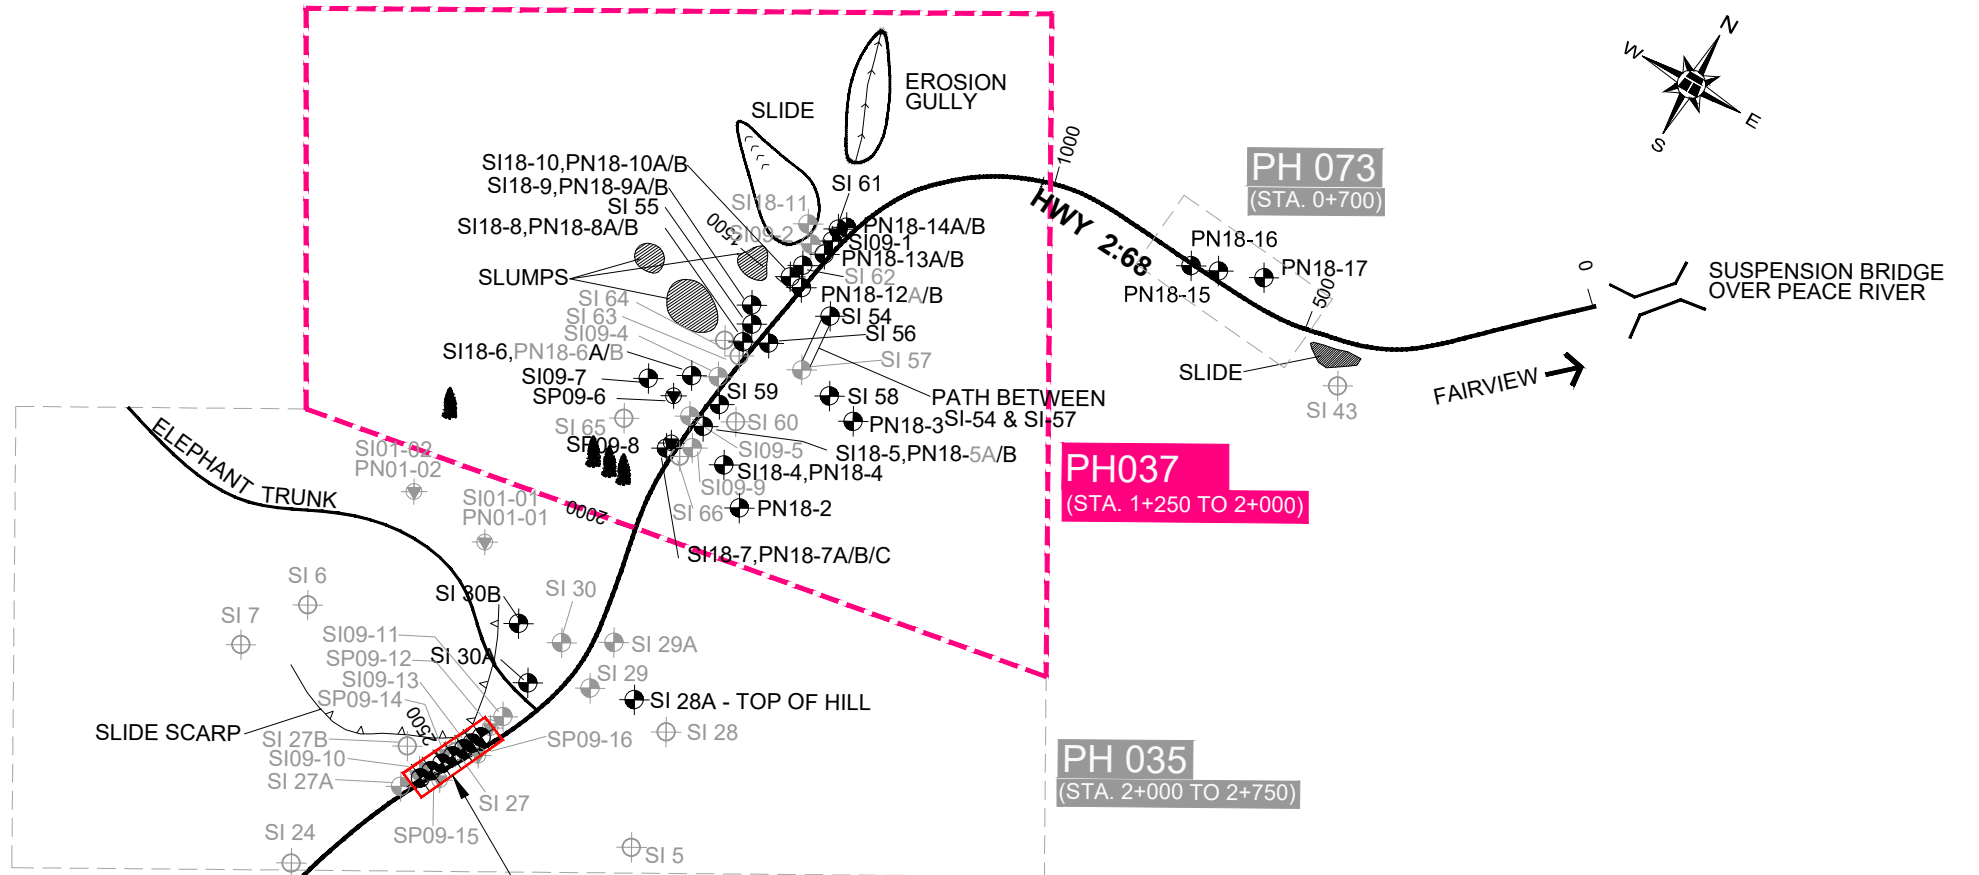 EROSION
GULLY
SLIDE
N
W
E
S
1000
PH 073
(STA. 0+700)
SI18-10,PN18-10A/B
SI18-9,PN18-9A/B
SI 55
SI18-8,PN18-8A/B
SI 61
SI18-11
SI09-2
1500
PN18-14A/B
SI09-1
PN18-13A/B
SI 62
PN18-12A/B
HWY 2:68
PN18-16
PN18-17
PN18-15
500
0
SUSPENSION BRIDGE
OVER PEACE RIVER
SLUMPS
SI 64
SI 63
SI09-4
SI 54
SI 56
SI 57
SI18-6,PN18-6A/B
SI09-7
SP09-6
SI 59
SI 58
PATH BETWEEN
SI-54 & SI-57
SLIDE
SI 43
FAIRVIEW
SI 65
SP09-8
SI 60
PN18-3
SI09-5
SI18-5,PN18-5A/B
SI18-4,PN18-4
SI09-9
SI 66
PN18-2
2000
SI18-7,PN18-7A/B/C
PH037
(STA. 1+250 TO 2+000)
ELEPHANT TRUNK
SI01-02
PN01-02
SI01-01
PN01-01
SI 6
SI 7
SI 30B
SI 30
SI09-11
SP09-12
SI 30A
SI 29A
SI09-13
SI 29
SP09-14
SI 28A - TOP OF HILL
SLIDE SCARP
2500
SI 27B
SI09-10
SI 27A
SP09-16
SI 28
SI 27
SP09-15
SI 24
SI 5
PH 035
(STA. 2+000 TO 2+750)